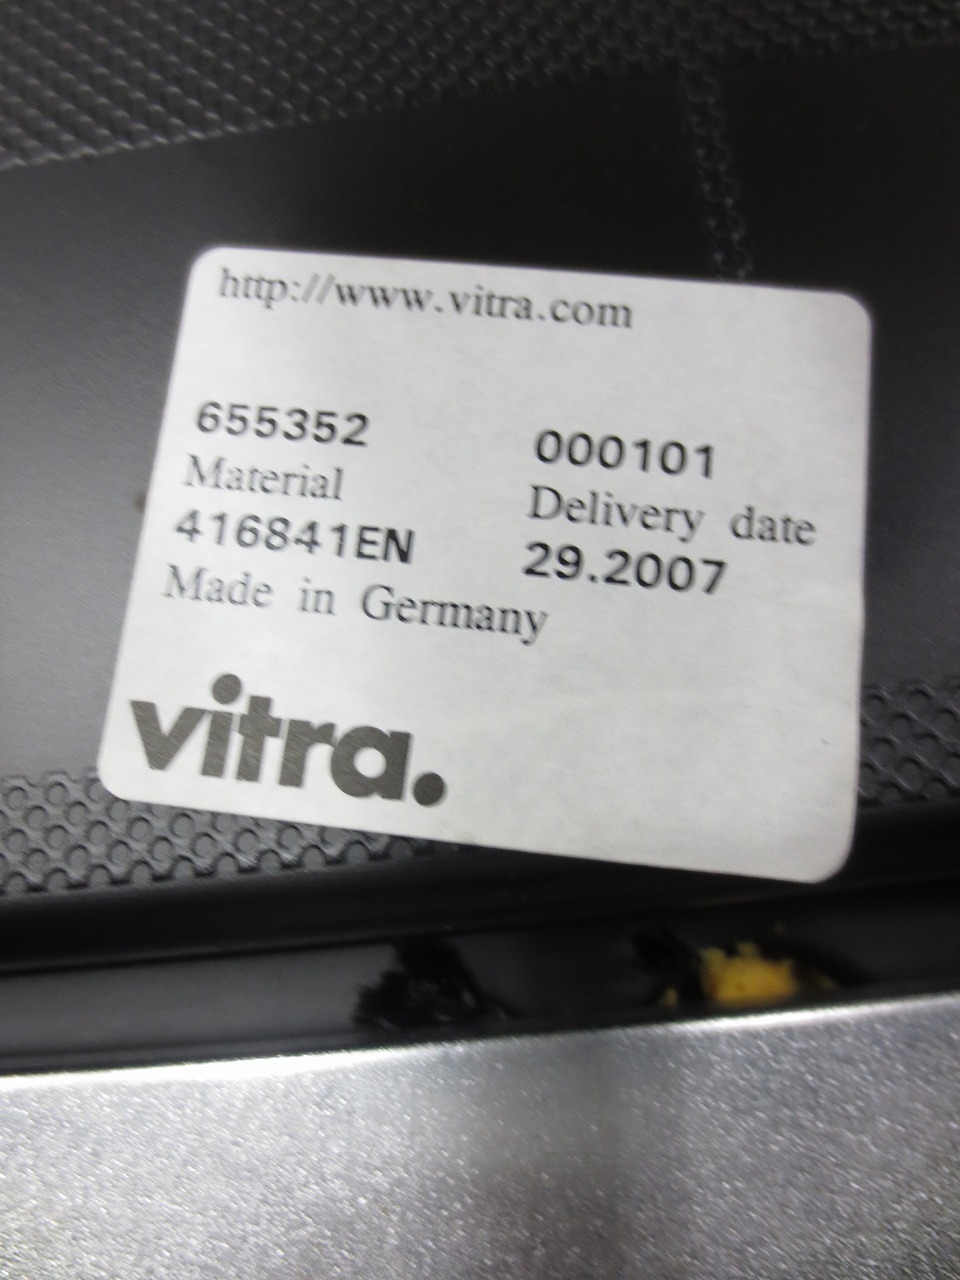 http://www.vitra.com
655352 000101
Material Delivery date
416841EN 29.2007
Made in Germany
vitra.